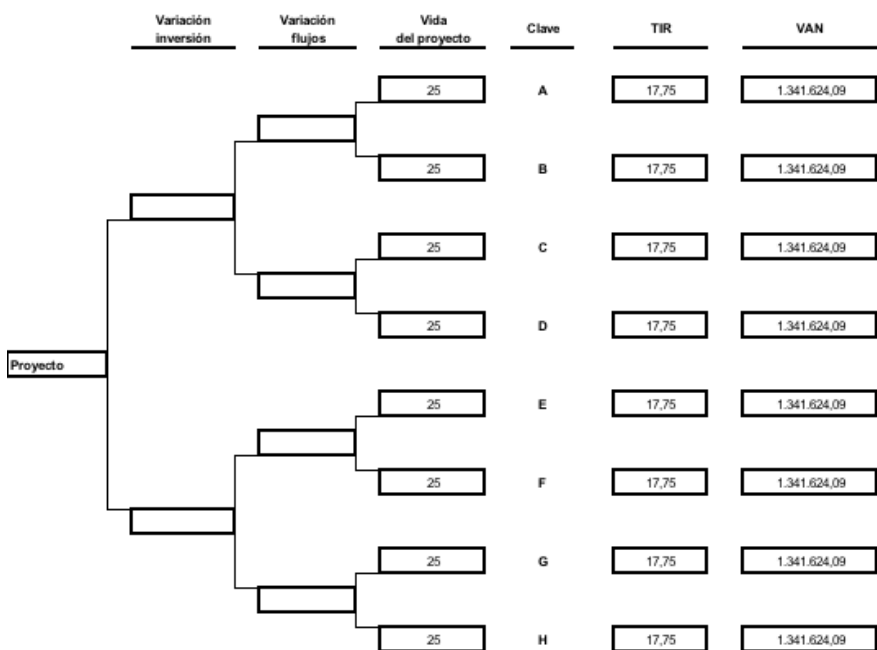 Variación inversión
Variación flujos
Vida del proyecto
Clave
TIR
VAN
25 A 17,75 1.341.624,09
25 B 17,75 1.341.624,09
25 C 17,75 1.341.624,09
25 D 17,75 1.341.624,09
Proyecto
25 E 17,75 1.341.624,09
25 F 17,75 1.341.624,09
25 G 17,75 1.341.624,09
25 H 17,75 1.341.624,09